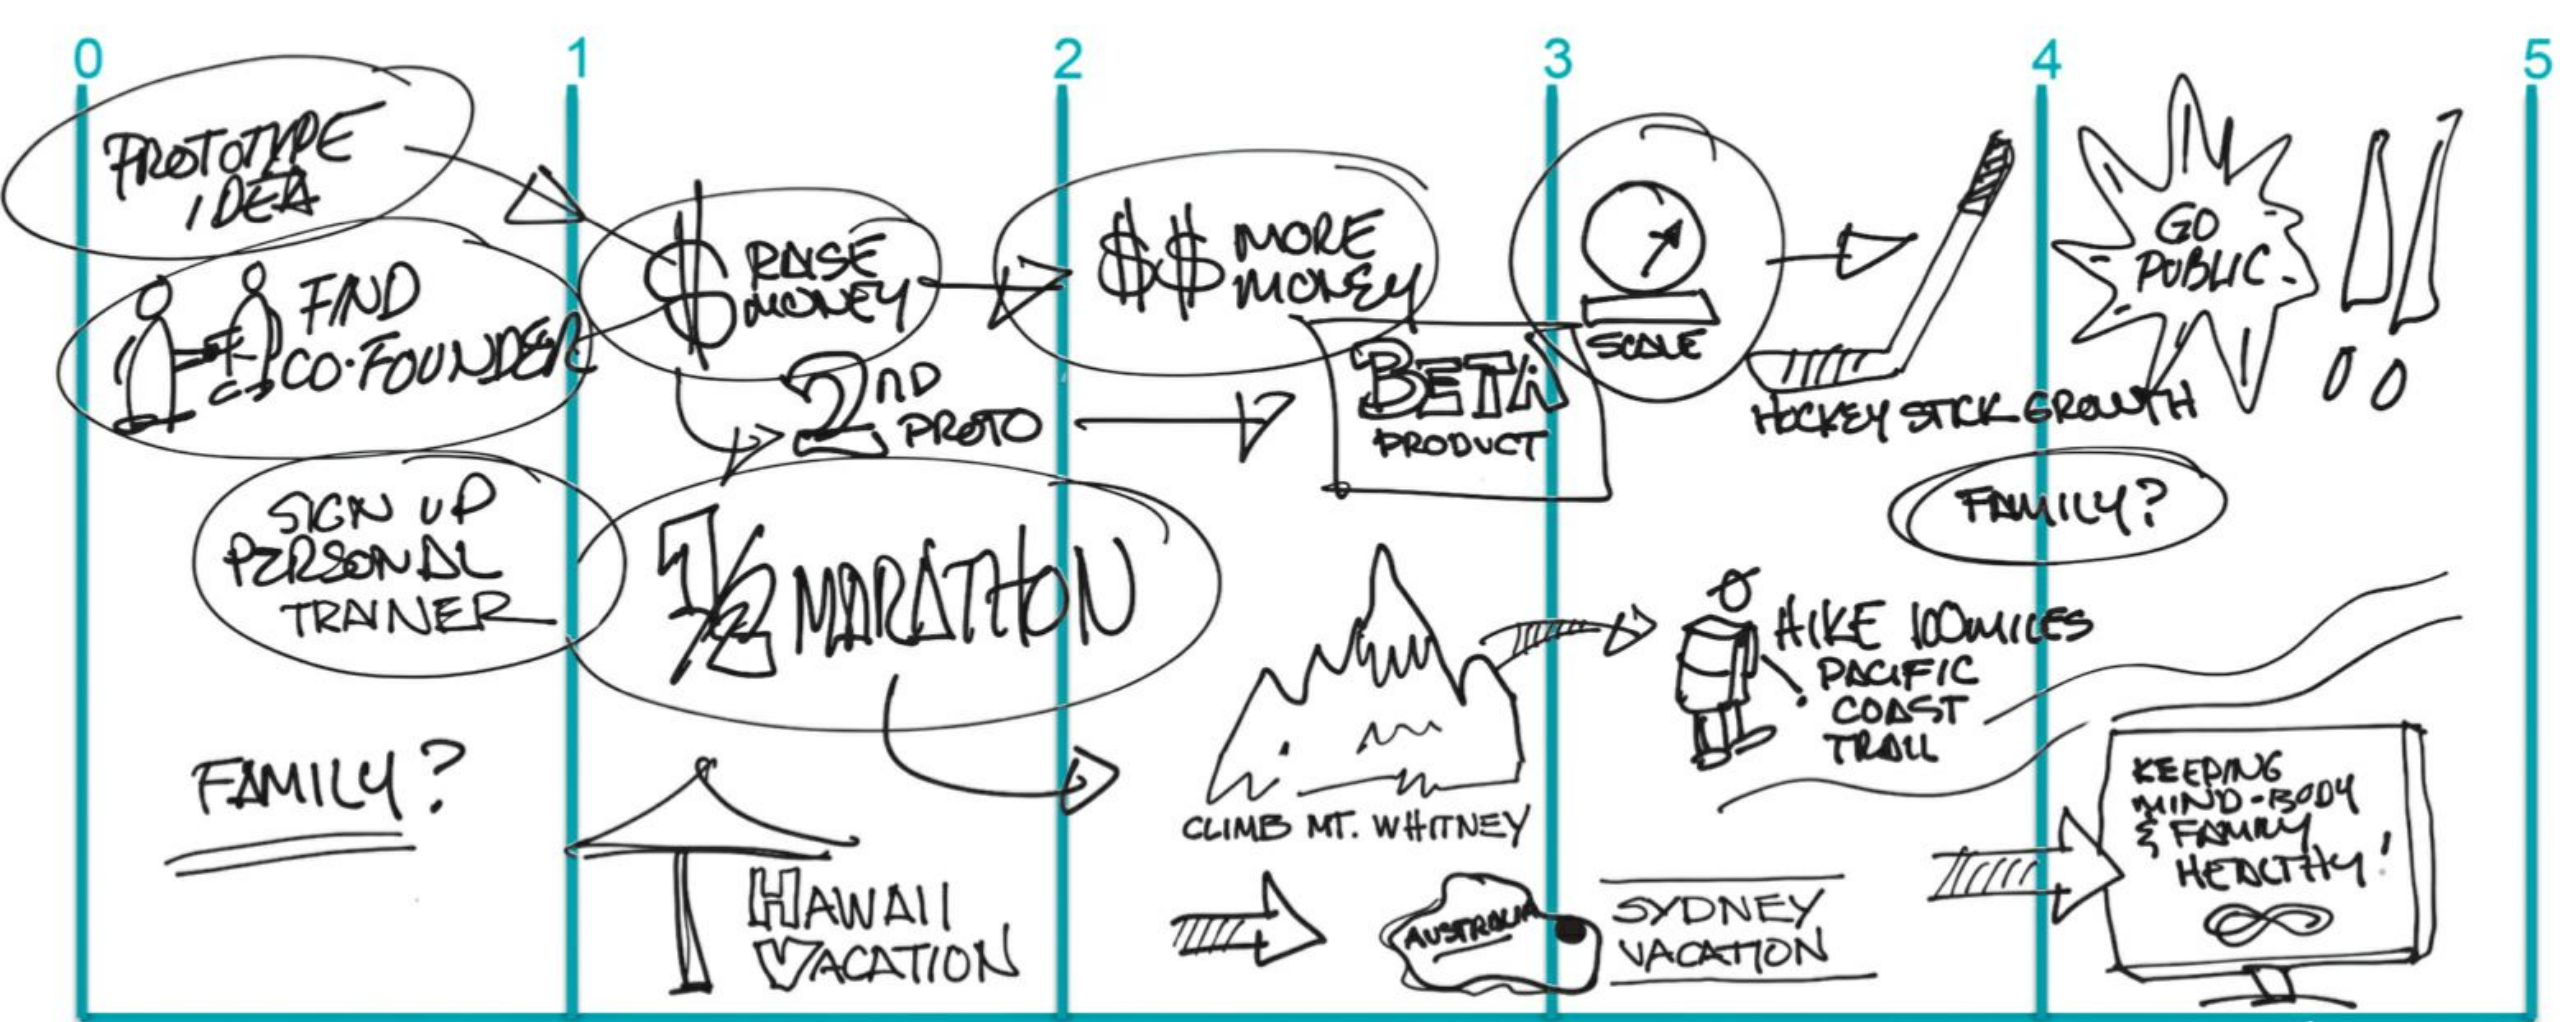 0 1 2 3 4 5
PROTOTYPE
IDEA
FIND
CO-FOUNDER
SIGN UP
PERSONAL
TRAINER
FAMILY?
$ RAISE
MONEY
2ND
PROTO
1/2 MARATHON
HAWAII
VACATION
$$ MORE
MONEY
BETA
PRODUCT
CLIMB MT. WHITNEY
AUSTRALIA
SCALE
HOCKEY STICK GROWTH
FAMILY?
HIKE 100 MILES
PACIFIC
COAST
TRAIL
SYDNEY
VACATION
GO
PUBLIC
!!
KEEPING
MIND-BODY
& FAMILY
HEALTHY!